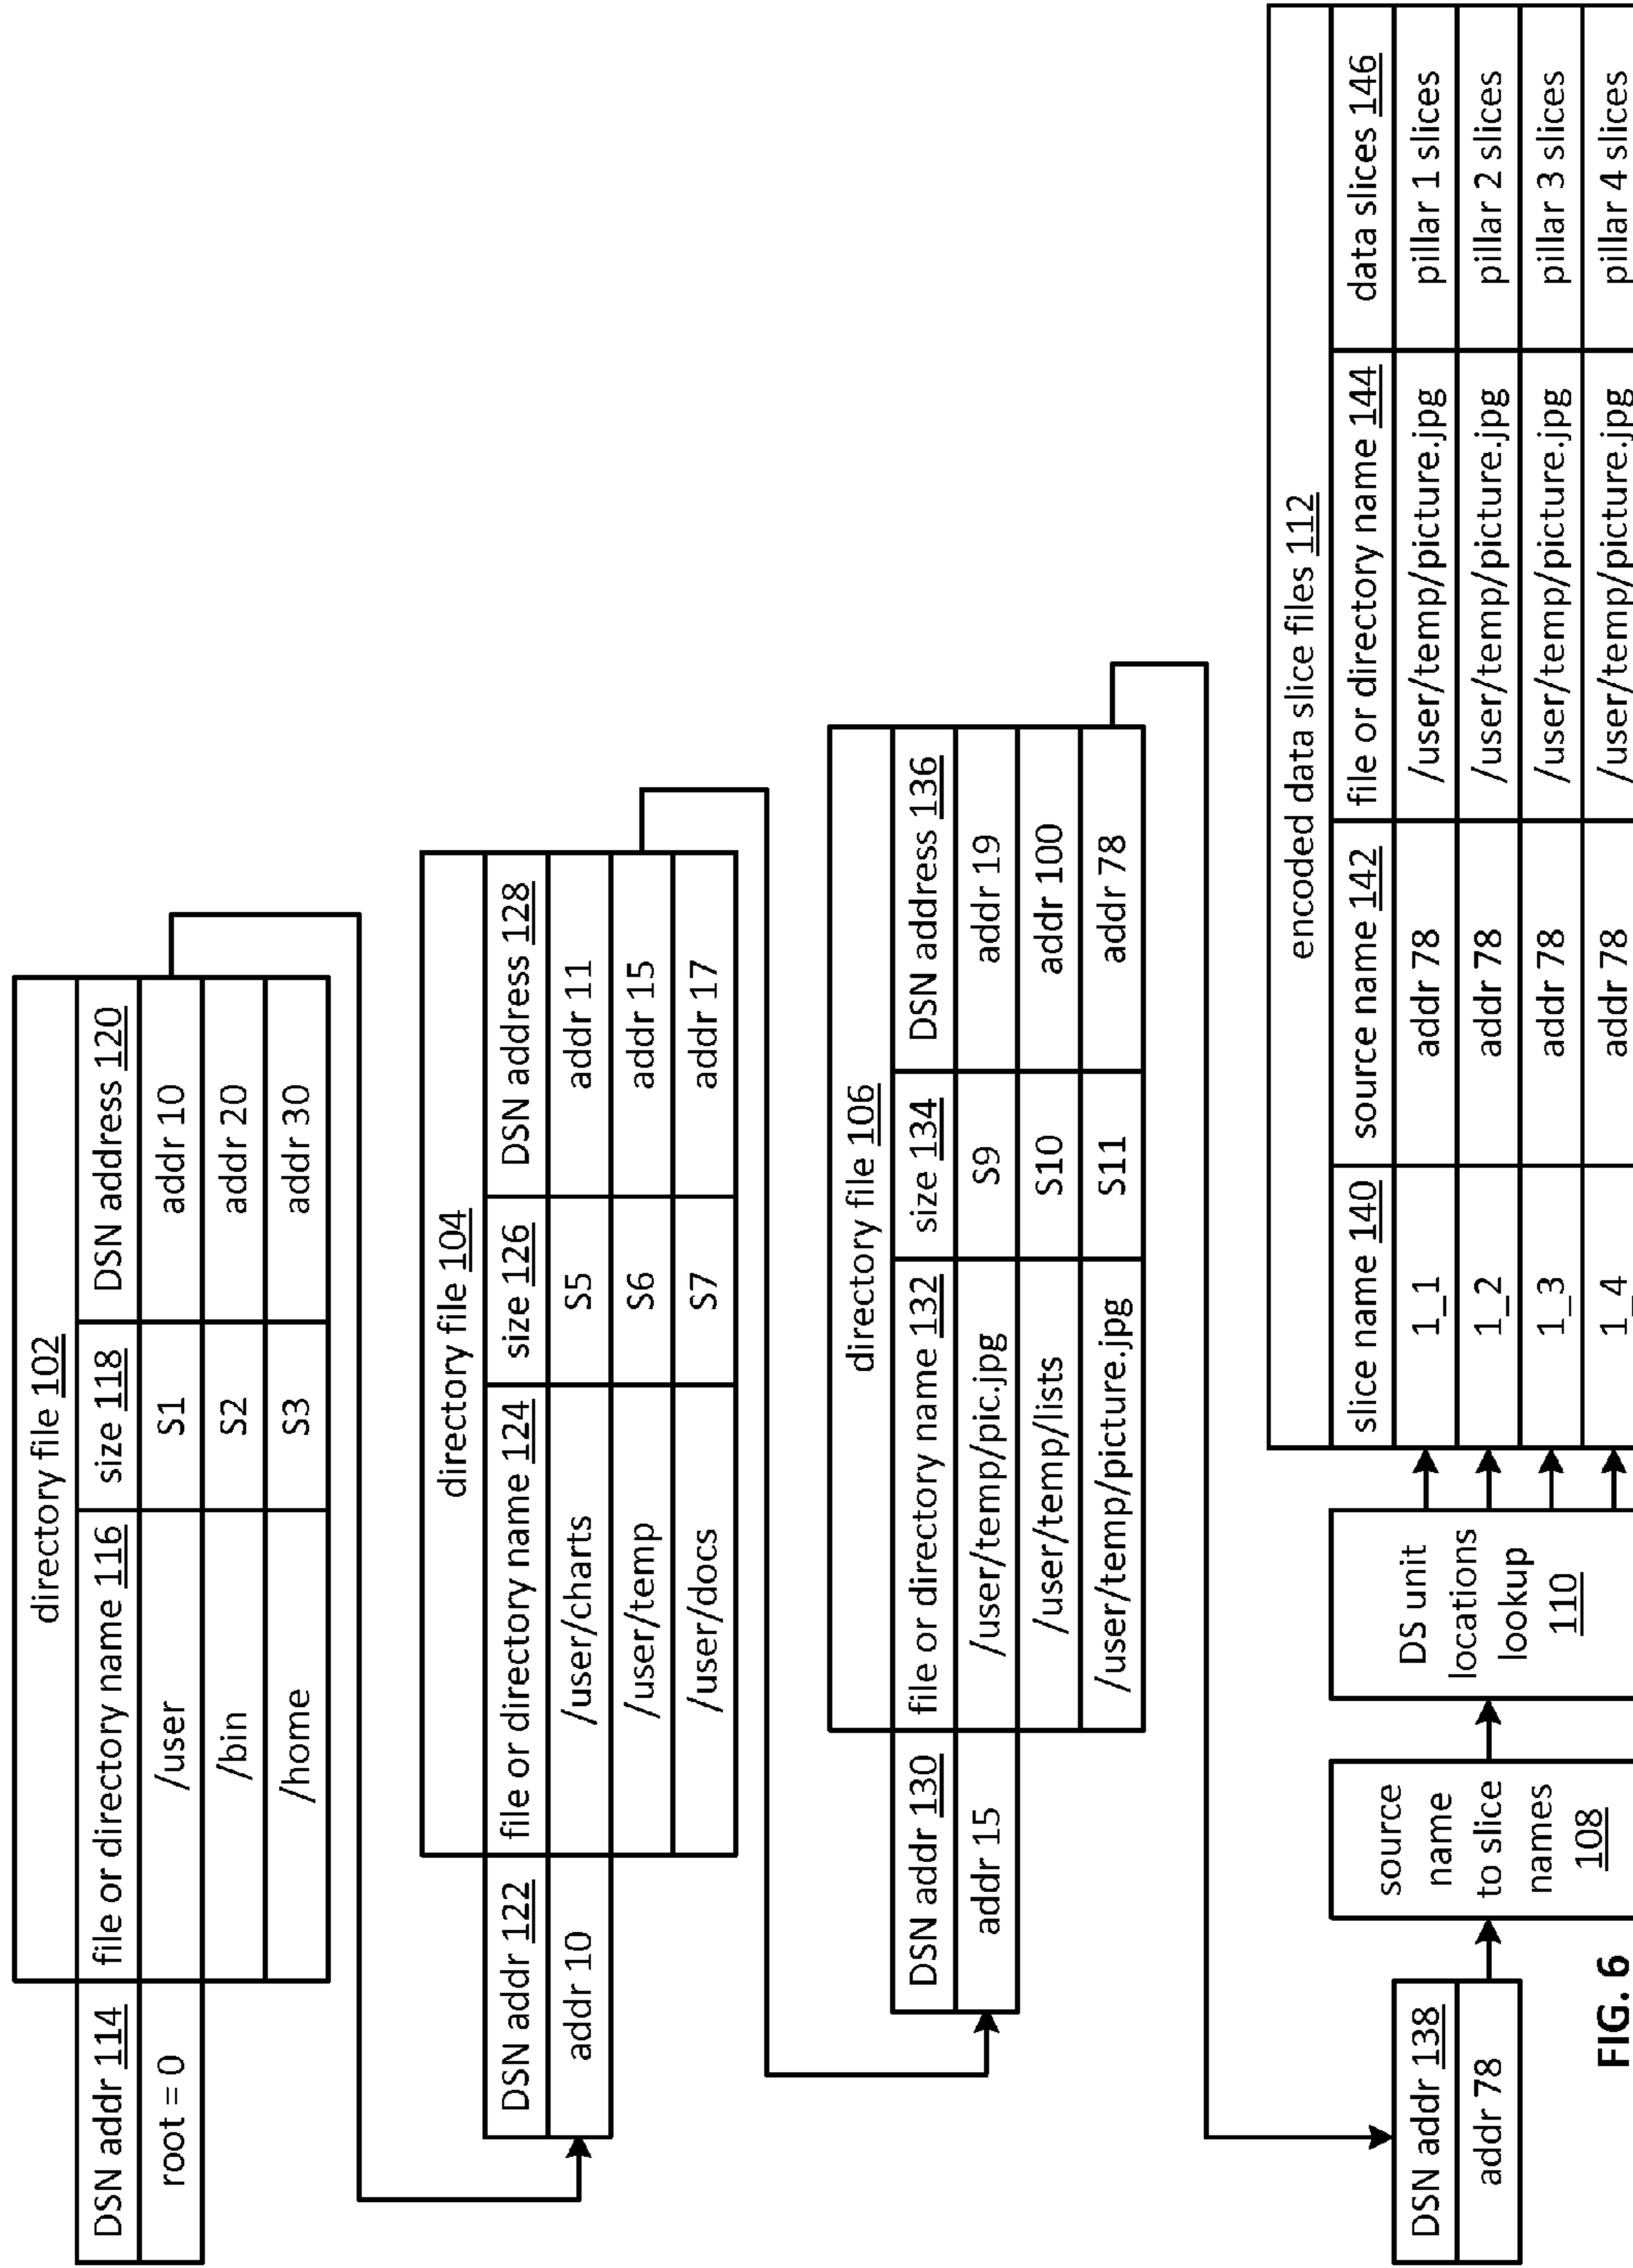 directory file 102
DSN addr 114 file or directory name 116 size 118 DSN address 120
root = 0 /user S1 addr 10
/bin S2 addr 20
/home S3 addr 30
directory file 104
DSN addr 122 file or directory name 124 size 126 DSN address 128
addr 10 /user/charts S5 addr 11
/user/temp S6 addr 15
/user/docs S7 addr 17
directory file 106
DSN addr 130 file or directory name 132 size 134 DSN address 136
addr 15 /user/temp/pic.jpg S9 addr 19
/user/temp/lists S10 addr 100
/user/temp/picture.jpg S11 addr 78
DSN addr 138
addr 78
source
name
to slice
names
108
DS unit
locations
lookup
110
encoded data slice files 112
slice name 140 source name 142 file or directory name 144 data slices 146
1_1 addr 78 /user/temp/picture.jpg pillar 1 slices
1_2 addr 78 /user/temp/picture.jpg pillar 2 slices
1_3 addr 78 /user/temp/picture.jpg pillar 3 slices
1_4 addr 78 /user/temp/picture.jpg pillar 4 slices
FIG. 6